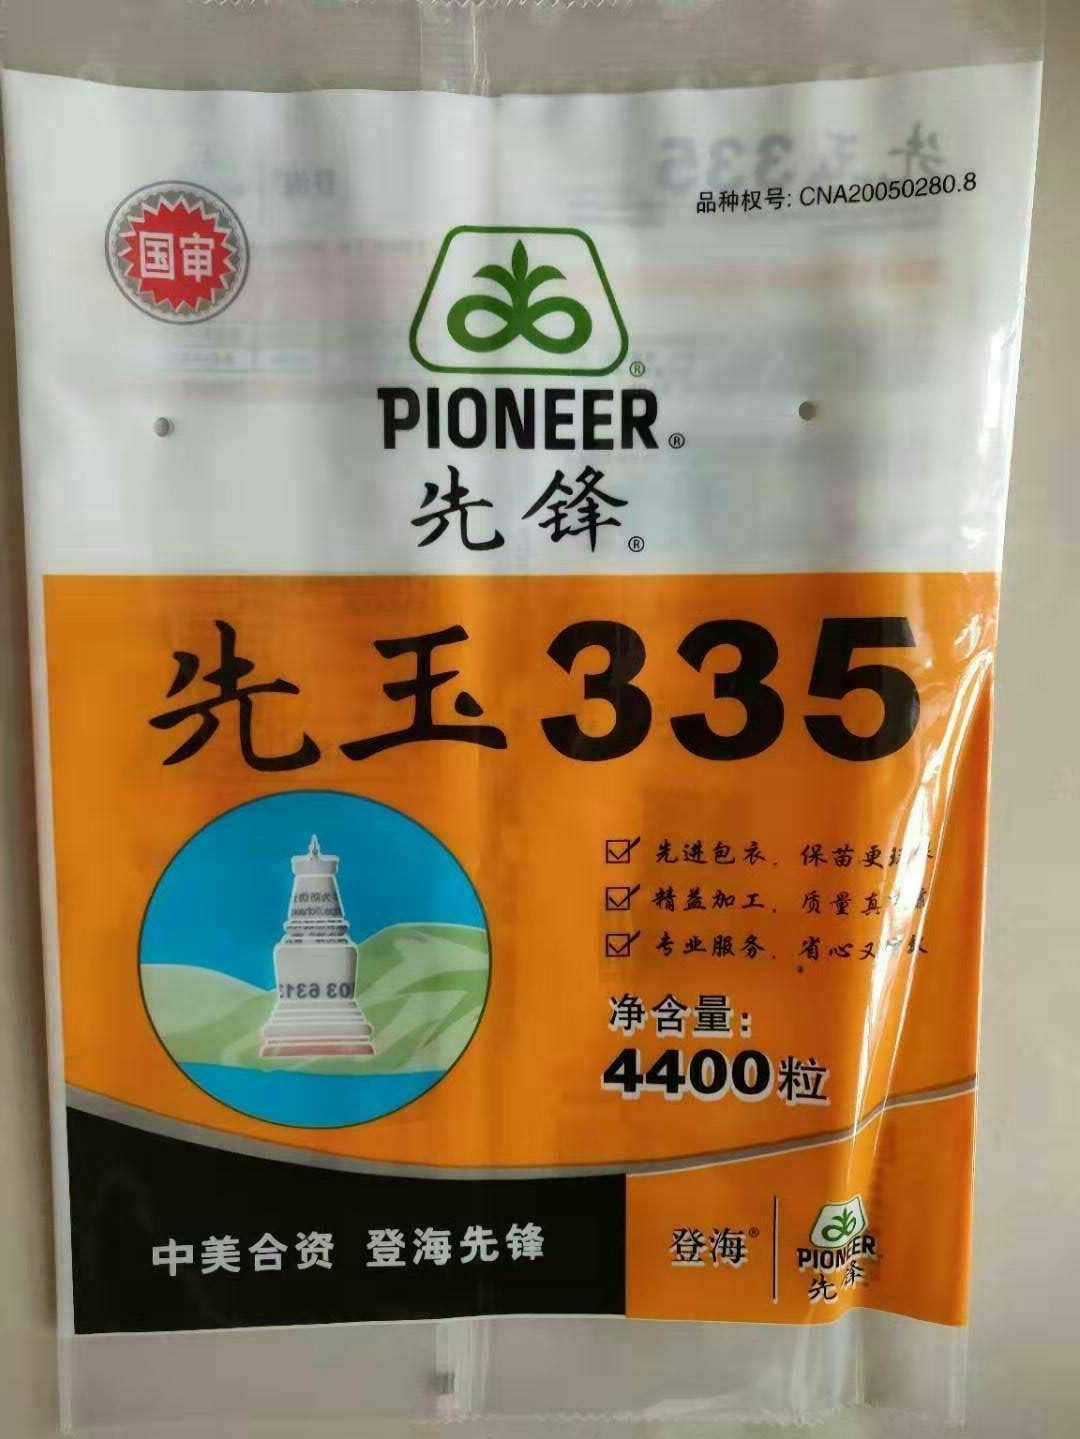 品种权号: CNA20050280.8
国审
PIONEER®
先锋®
先玉335
先进包衣，保苗更
精益加工，质量真
专业服务，省心又
净含量:
4400粒
中美合资 登海先锋
登海®
PIONEER
先锋